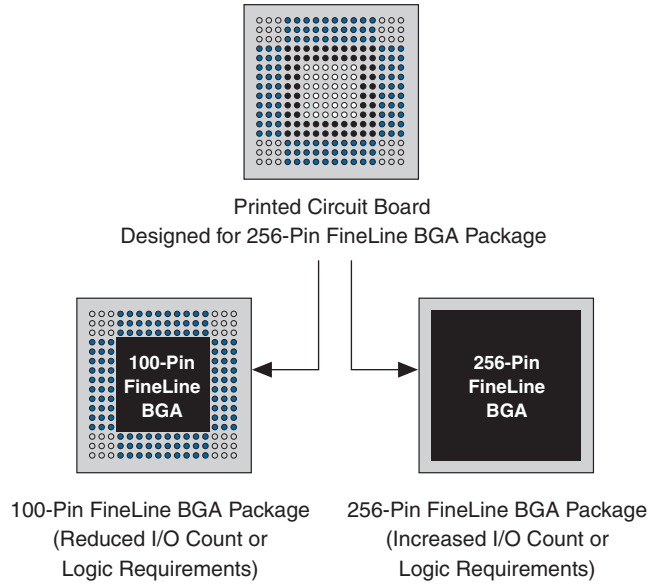 Printed Circuit Board
Designed for 256-Pin FineLine BGA Package
100-Pin
FineLine
BGA
256-Pin
FineLine
BGA
100-Pin FineLine BGA Package
(Reduced I/O Count or
Logic Requirements)
256-Pin FineLine BGA Package
(Increased I/O Count or
Logic Requirements)